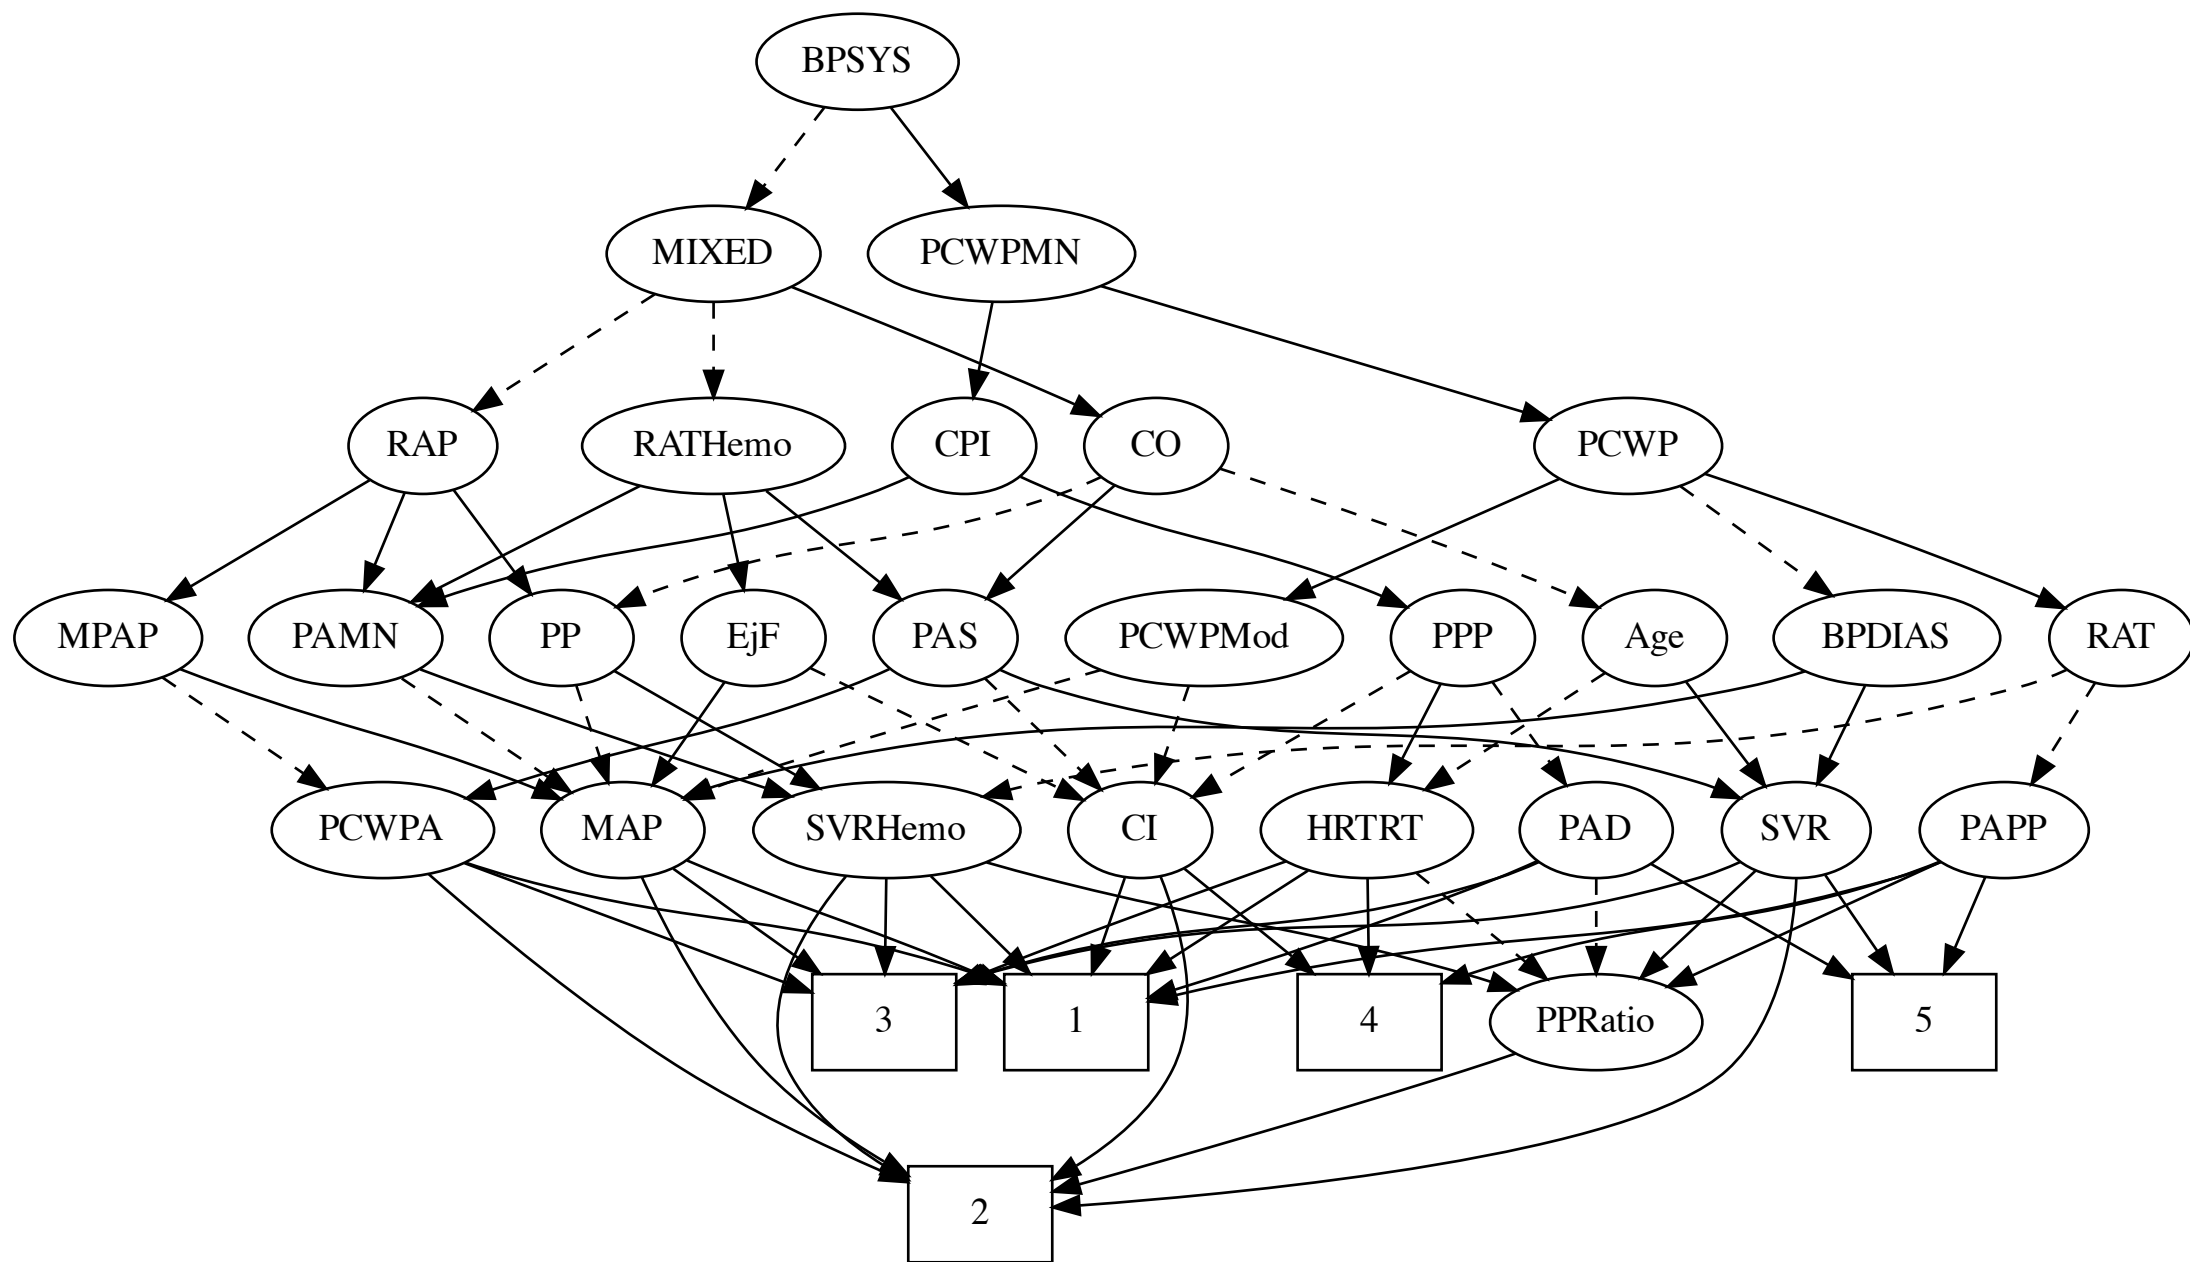 BPSYS
MIXED
PCWPMN
RAP
RATHemo
CPI
CO
PCWP
MPAP
PAMN
PP
EjF
PAS
PCWPMod
PPP
Age
BPDIAS
RAT
PCWPA
MAP
SVRHemo
CI
HRTRT
PAD
SVR
PAPP
3
1
4
PPRatio
5
2